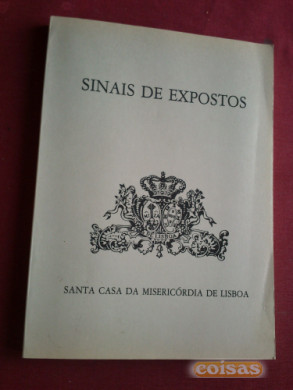 SINAIS DE EXPOSTOS
SANTA CASA DA MISERICÓRDIA DE LISBOA
coisas